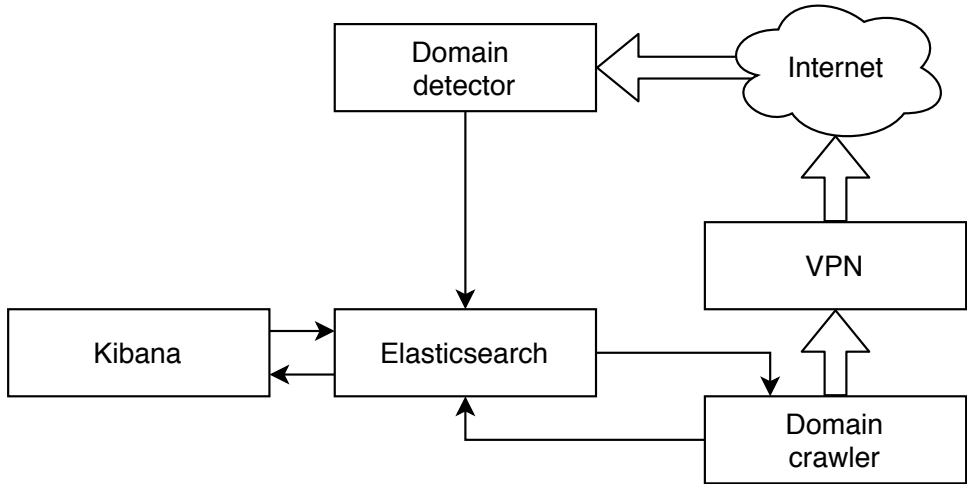 Domain
detector
Internet
VPN
Kibana
Elasticsearch
Domain
crawler